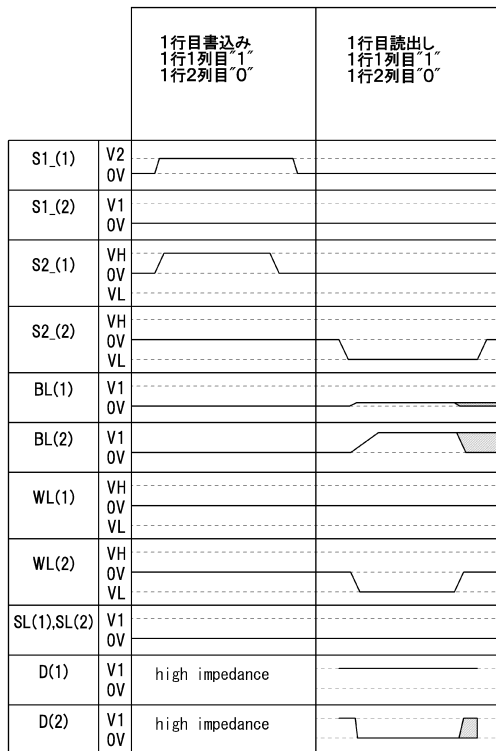 1行目書込み
1行1列目"1"
1行2列目"0"
1行目読出し
1行1列目"1"
1行2列目"0"
S1_(1) V2
0V
S1_(2) V1
0V
S2_(1) VH
0V
VL
S2_(2) VH
0V
VL
BL(1) V1
0V
BL(2) V1
0V
WL(1) VH
0V
VL
WL(2) VH
0V
VL
SL(1),SL(2) V1
0V
D(1) V1 high impedance
0V
D(2) V1 high impedance
0V